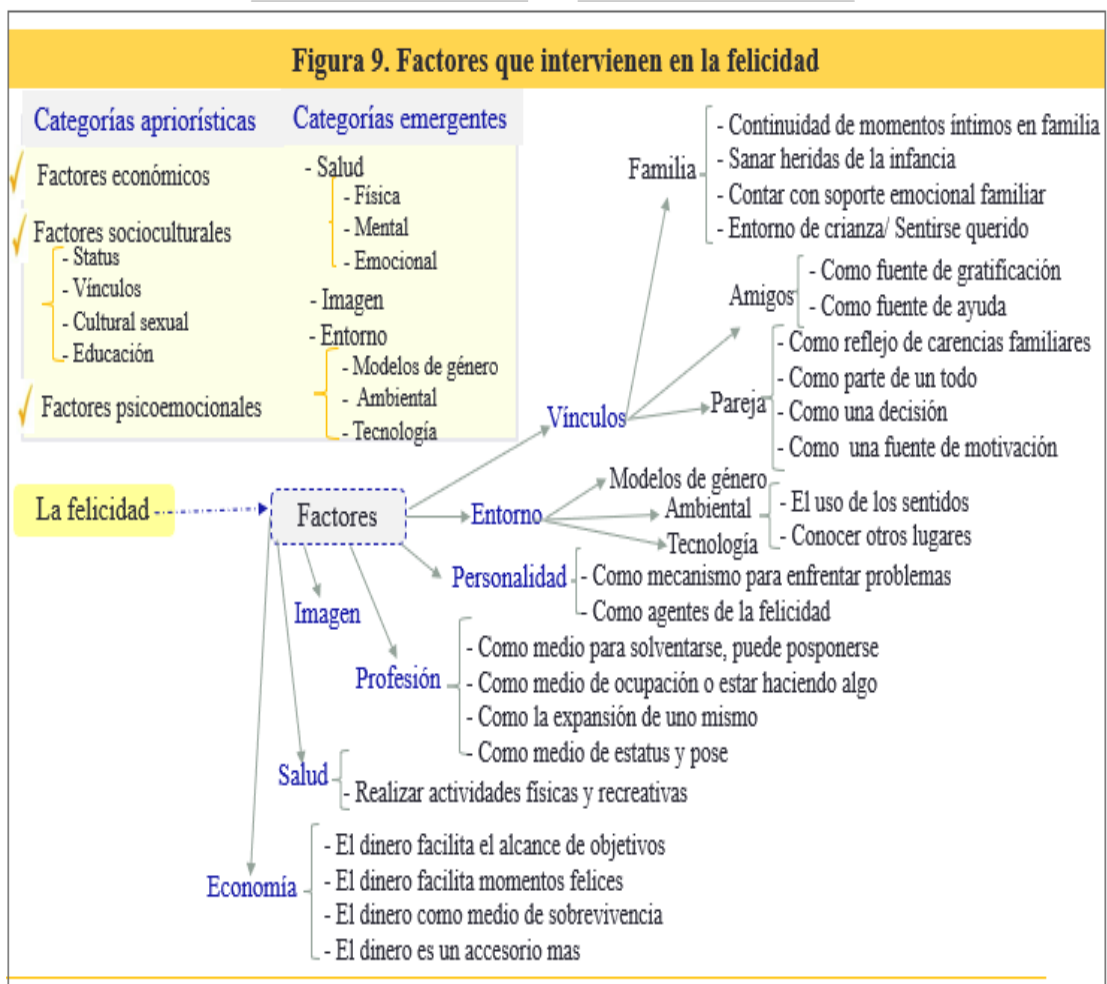 Figura 9. Factores que intervienen en la felicidad
Categorías apriorísticas
Factores económicos
Factores socioculturales
- Status
- Vínculos
- Cultural sexual
- Educación
Factores psicoemocionales
Categorías emergentes
- Salud
- Física
- Mental
- Emocional
- Imagen
- Entorno
- Modelos de género
- Ambiental
- Tecnología
La felicidad
Factores
Vínculos
Familia
- Continuidad de momentos íntimos en familia
- Sanar heridas de la infancia
- Contar con soporte emocional familiar
- Entorno de crianza/ Sentirse querido
Amigos
- Como fuente de gratificación
- Como fuente de ayuda
Pareja
- Como reflejo de carencias familiares
- Como parte de un todo
- Como una decisión
- Como una fuente de motivación
Entorno
Modelos de género
Ambiental
- El uso de los sentidos
- Conocer otros lugares
Tecnología
Personalidad
- Como mecanismo para enfrentar problemas
- Como agentes de la felicidad
Imagen
Profesión
- Como medio para solventarse, puede posponerse
- Como medio de ocupación o estar haciendo algo
- Como la expansión de uno mismo
- Como medio de estatus y pose
Salud
- Realizar actividades físicas y recreativas
Economía
- El dinero facilita el alcance de objetivos
- El dinero facilita momentos felices
- El dinero como medio de sobrevivencia
- El dinero es un accesorio mas